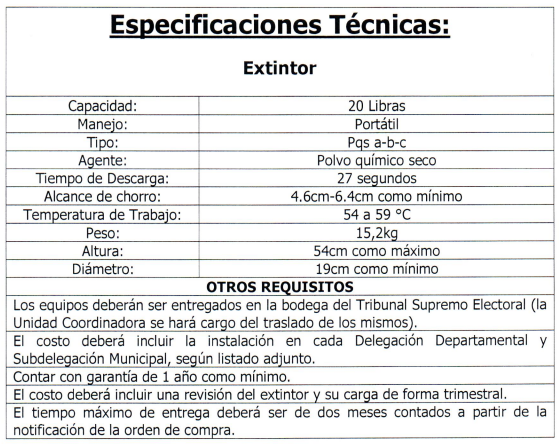 Especificaciones Técnicas:
Extintor
Capacidad: 20 Libras
Manejo: Portátil
Tipo: Pqs a-b-c
Agente: Polvo químico seco
Tiempo de Descarga: 27 segundos
Alcance de chorro: 4.6cm-6.4cm como mínimo
Temperatura de Trabajo: 54 a 59 °C
Peso: 15,2kg
Altura: 54cm como máximo
Diámetro: 19cm como mínimo
OTROS REQUISITOS
Los equipos deberán ser entregados en la bodega del Tribunal Supremo Electoral (la
Unidad Coordinadora se hará cargo del traslado de los mismos).
El costo deberá incluir la instalación en cada Delegación Departamental y
Subdelegación Municipal, según listado adjunto.
Contar con garantía de 1 año como mínimo.
El costo deberá incluir una revisión del extintor y su carga de forma trimestral.
El tiempo máximo de entrega deberá ser de dos meses contados a partir de la
notificación de la orden de compra.